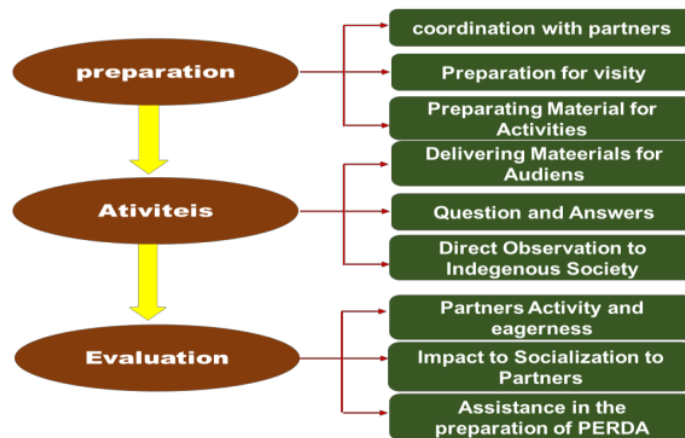 preparation
coordination with partners
Preparation for visity
Preparating Material for
Activities
Ativiteis
Delivering Mateerials for
Audiens
Question and Answers
Direct Observation to
Indegenous Society
Evaluation
Partners Activity and
eagerness
Impact to Socialization to
Partners
Assistance in the
preparation of PERDA